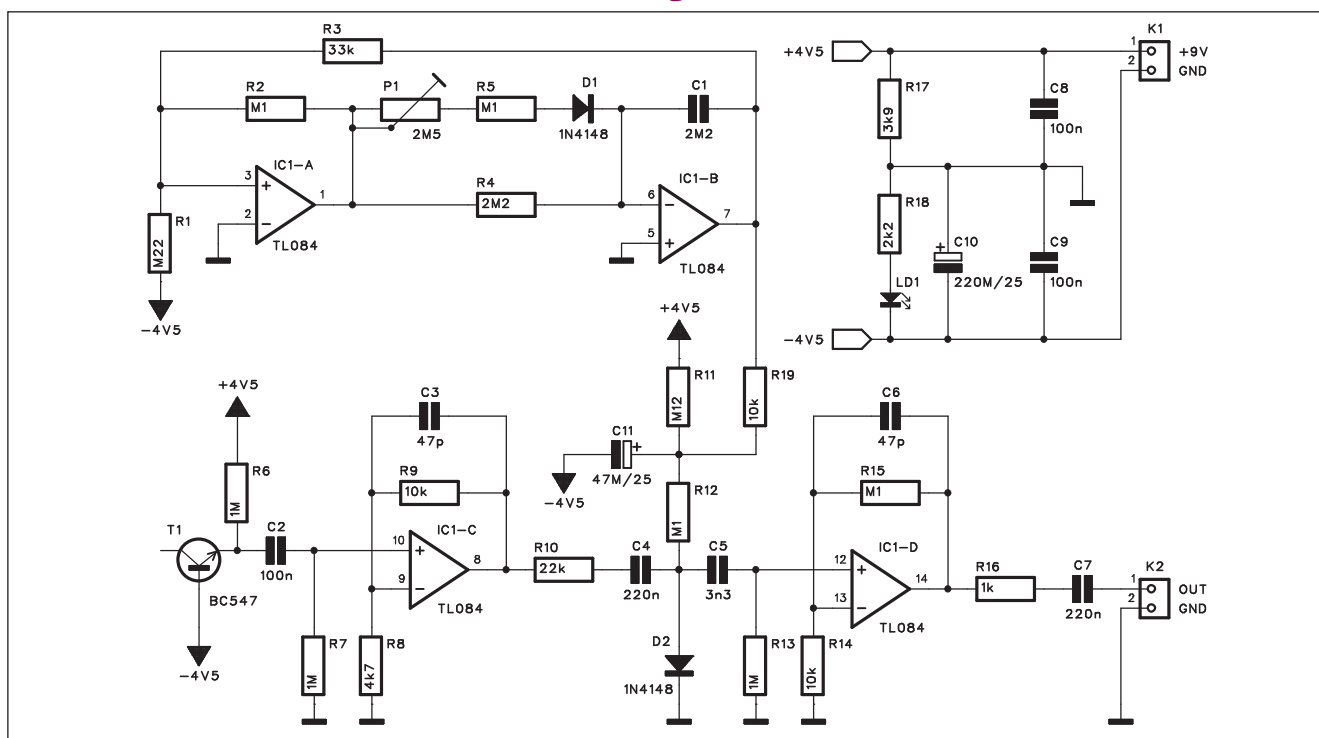 R3
33k
R2
M1
P1
2M5
R5
M1
D1
1N4148
C1
2M2
IC1-A
3
+
2
−
1
TL084
R1
M22
-4V5
R4
2M2
IC1-B
6
−
5
+
7
TL084
+4V5
-4V5
R17
3k9
R18
2k2
LD1
C10
+
220M/25
C8
100n
C9
100n
K1
1
+9V
2
GND
+4V5
R6
1M
T1
BC547
-4V5
C2
100n
R7
1M
C3
47p
R9
10k
IC1-C
10
+
9
−
8
TL084
R8
4k7
R10
22k
C4
220n
+4V5
R11
M12
R19
10k
C11
+
47M/25
-4V5
R12
M1
C5
3n3
D2
1N4148
R13
1M
C6
47p
R15
M1
IC1-D
12
+
13
−
14
TL084
R14
10k
R16
1k
C7
220n
K2
1
OUT
2
GND